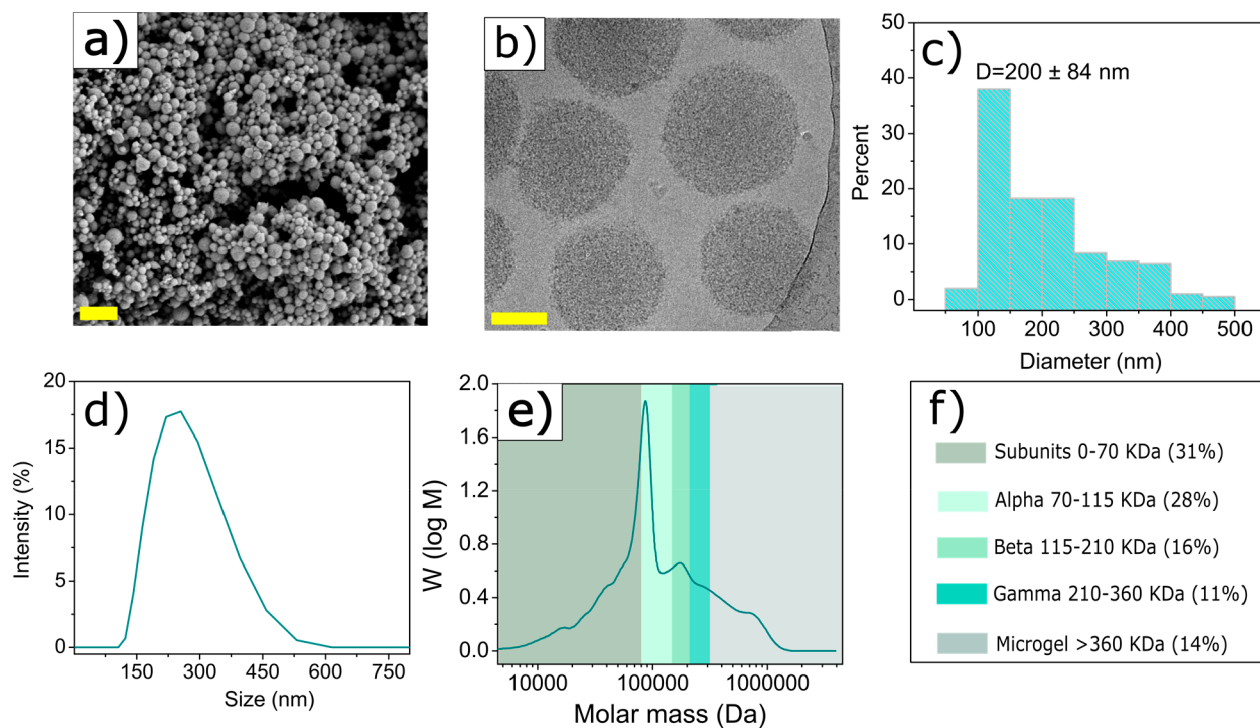 a)
b)
c)
D=200 ± 84 nm
50
40
30
20
10
0
Percent
100 200 300 400 500
Diameter (nm)
d)
20
15
10
5
0
Intensity (%)
150 300 450 600 750
Size (nm)
e)
2.0
1.6
1.2
0.8
0.4
0.0
W (log M)
10000 100000 1000000
Molar mass (Da)
f)
Subunits 0-70 KDa (31%)
Alpha 70-115 KDa (28%)
Beta 115-210 KDa (16%)
Gamma 210-360 KDa (11%)
Microgel >360 KDa (14%)